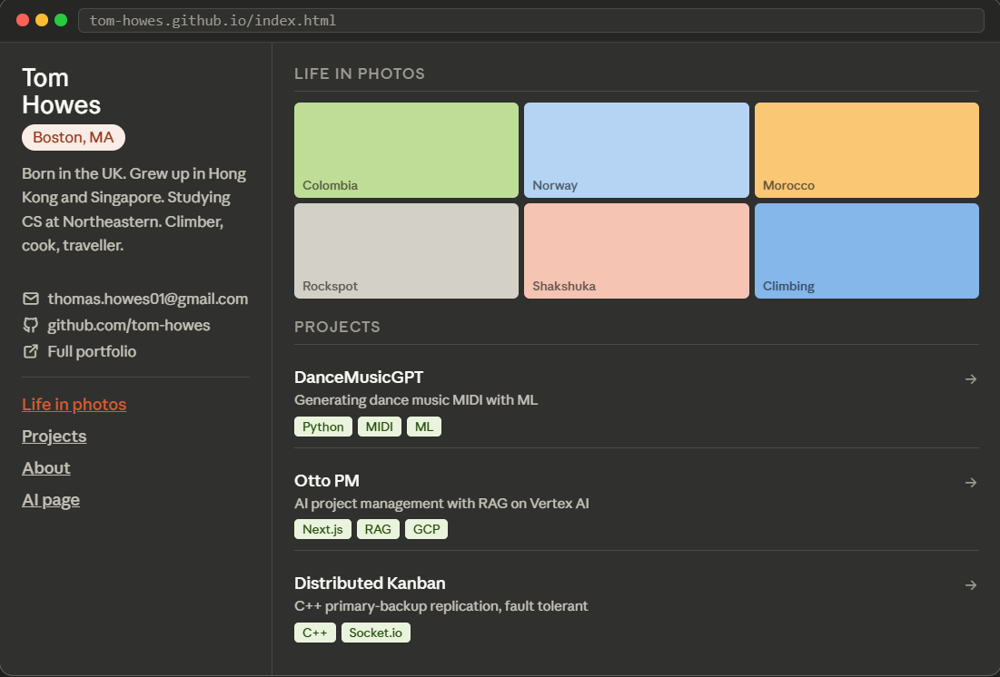 tom-howes.github.io/index.html
Tom
Howes
Boston, MA
Born in the UK. Grew up in Hong
Kong and Singapore. Studying
CS at Northeastern. Climber,
cook, traveller.
thomas.howes01@gmail.com
github.com/tom-howes
Full portfolio
Life in photos
Projects
About
AI page
LIFE IN PHOTOS
Colombia
Norway
Morocco
Rockspot
Shakshuka
Climbing
PROJECTS
DanceMusicGPT
Generating dance music MIDI with ML
Python
MIDI
ML
Otto PM
AI project management with RAG on Vertex AI
Next.js
RAG
GCP
Distributed Kanban
C++ primary-backup replication, fault tolerant
C++
Socket.io